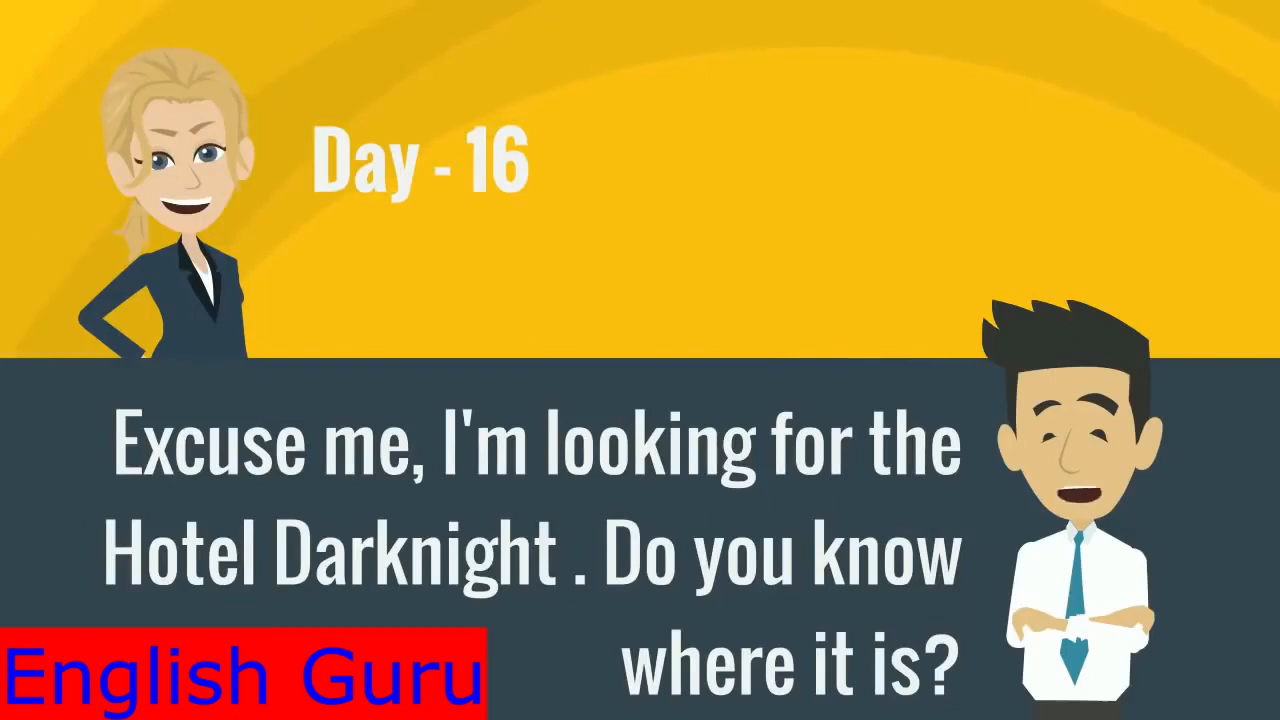 Day - 16
Excuse me, I'm looking for the
Hotel Darknight . Do you know
where it is?
English Guru